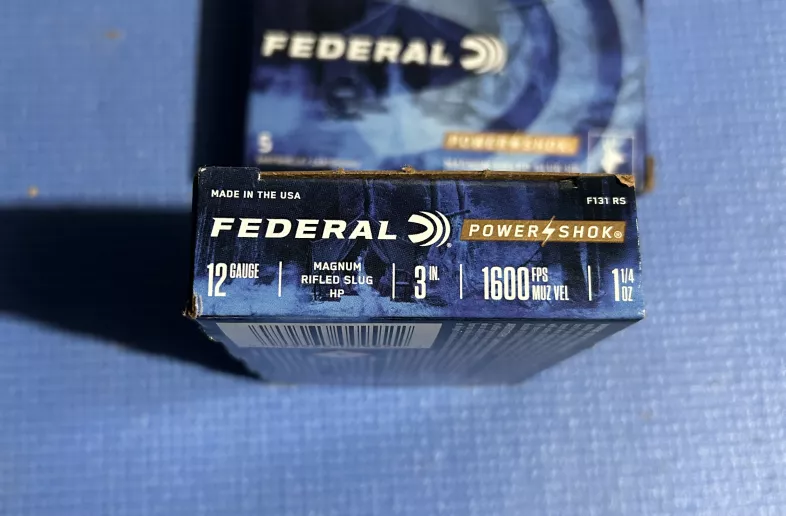 FEDERAL
5
POWER SHOK
MADE IN THE USA
F131 RS
FEDERAL
POWER SHOK®
12 GAUGE
MAGNUM
RIFLED SLUG
HP
3 IN.
1600 FPS
MUZ VEL
1 1/4
OZ